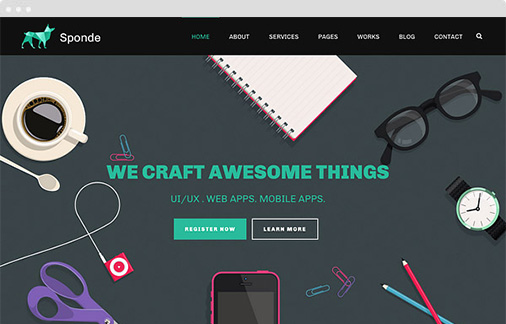 Sponde
HOME ABOUT SERVICES PAGES WORKS BLOG CONTACT
WE CRAFT AWESOME THINGS
UI/UX . WEB APPS. MOBILE APPS.
REGISTER NOW LEARN MORE